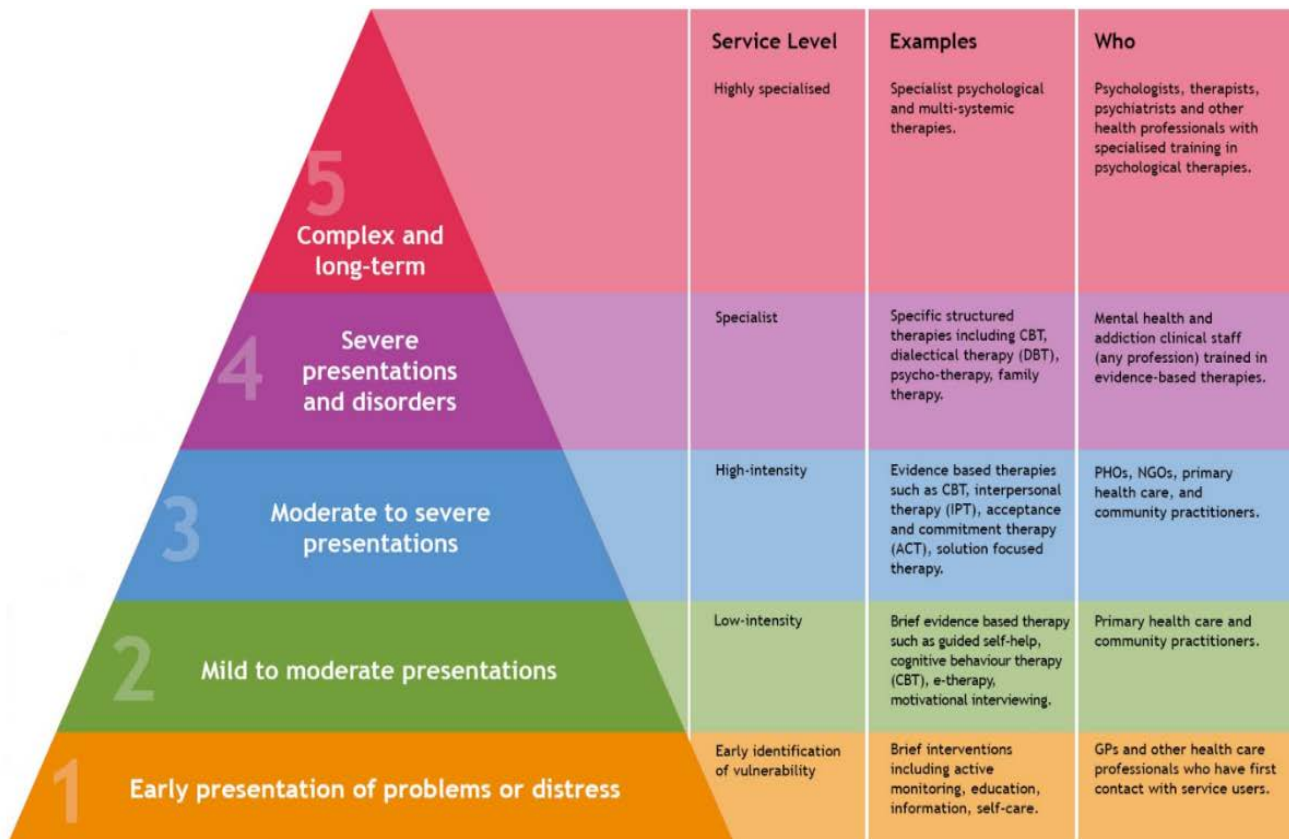 Service Level
Examples
Who
5
Complex and
long-term
Highly specialised
Specialist psychological
and multi-systemic
therapies.
Psychologists, therapists,
psychiatrists and other
health professionals with
specialised training in
psychological therapies.
4
Severe
presentations
and disorders
Specialist
Specific structured
therapies including CBT,
dialectical therapy (DBT),
psycho-therapy, family
therapy.
Mental health and
addiction clinical staff
(any profession) trained in
evidence-based therapies.
3
Moderate to severe
presentations
High-intensity
Evidence based therapies
such as CBT, interpersonal
therapy (IPT), acceptance
and commitment therapy
(ACT), solution focused
therapy.
PHOs, NGOs, primary
health care, and
community practitioners.
2
Mild to moderate presentations
Low-intensity
Brief evidence based therapy
such as guided self-help,
cognitive behaviour therapy
(CBT), e-therapy,
motivational interviewing.
Primary health care and
community practitioners.
1
Early presentation of problems or distress
Early identification
of vulnerability
Brief interventions
including active
monitoring, education,
information, self-care.
GPs and other health care
professionals who have first
contact with service users.